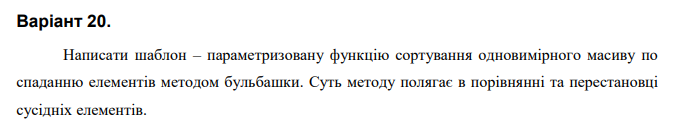 Варіант 20.
Написати шаблон – параметризовану функцію сортування одновимірного масиву по
спаданню елементів методом бульбашки. Суть методу полягає в порівнянні та перестановці
сусідніх елементів.